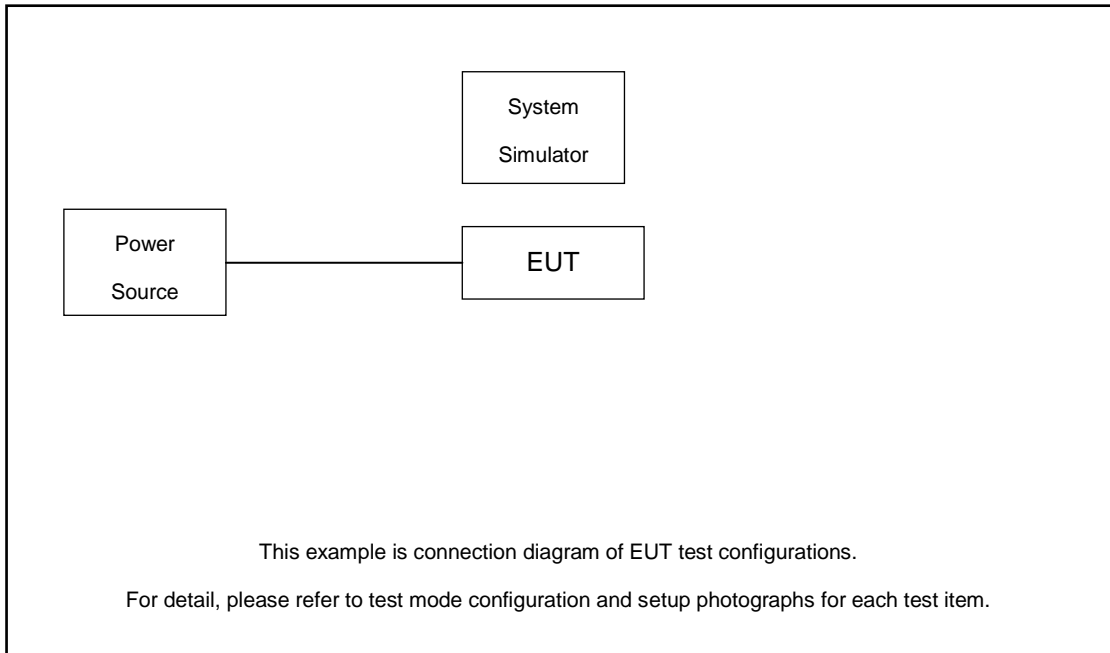 System
Simulator
Power
Source
EUT
This example is connection diagram of EUT test configurations.
For detail, please refer to test mode configuration and setup photographs for each test item.